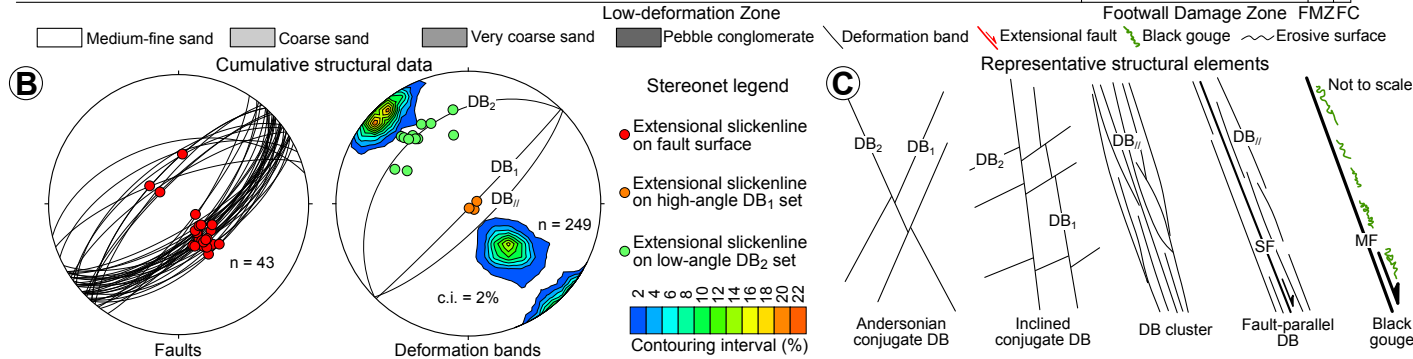 Low-deformation Zone
Footwall Damage Zone FMZ FC
Medium-fine sand
Coarse sand
Very coarse sand
Pebble conglomerate
Deformation band
Extensional fault
Black gouge
Erosive surface
B
Cumulative structural data
n = 43
Faults
DB2
DB1
DB//
n = 249
c.i. = 2%
Deformation bands
Stereonet legend
Extensional slickenline
on fault surface
Extensional slickenline
on high-angle DB1 set
Extensional slickenline
on low-angle DB2 set
2 4 6 8 10 12 14 16 18 20 22
Contouring interval (%)
C
Representative structural elements
Not to scale
DB2
DB1
Andersonian
conjugate DB
DB2
DB1
Inclined
conjugate DB
DB//
DB cluster
DB//
SF
Fault-parallel
DB
MF
Black
gouge